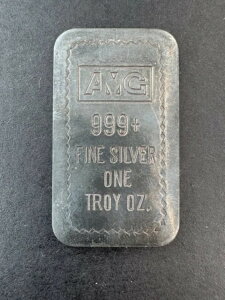 AMG
999+
FINE SILVER
ONE
TROY OZ.